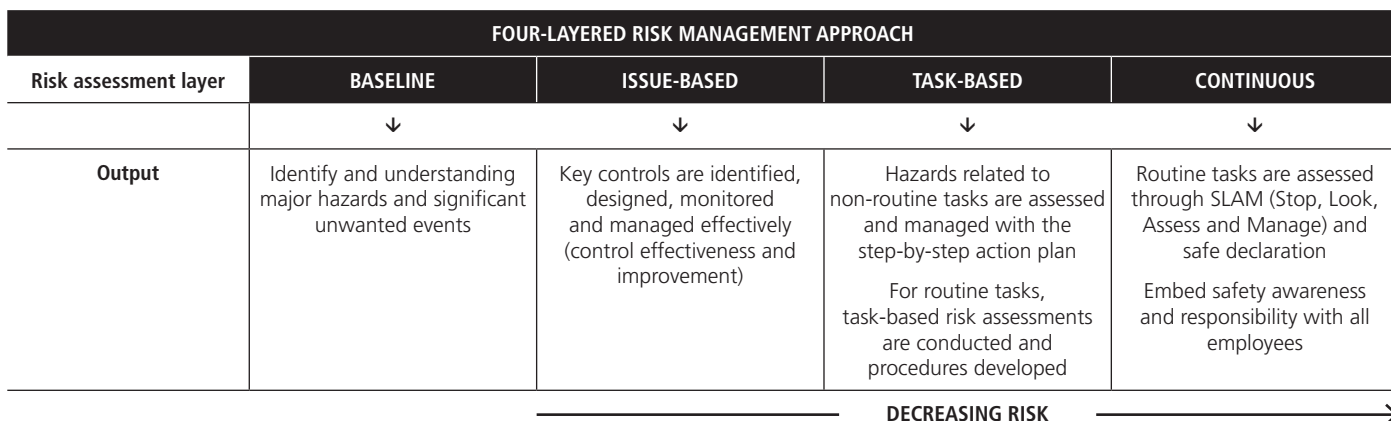 FOUR-LAYERED RISK MANAGEMENT APPROACH
Risk assessment layer
BASELINE
ISSUE-BASED
TASK-BASED
CONTINUOUS
Output
Identify and understanding
major hazards and significant
unwanted events
Key controls are identified,
designed, monitored
and managed effectively
(control effectiveness and
improvement)
Hazards related to
non-routine tasks are assessed
and managed with the
step-by-step action plan
For routine tasks,
task-based risk assessments
are conducted and
procedures developed
Routine tasks are assessed
through SLAM (Stop, Look,
Assess and Manage) and
safe declaration
Embed safety awareness
and responsibility with all
employees
DECREASING RISK